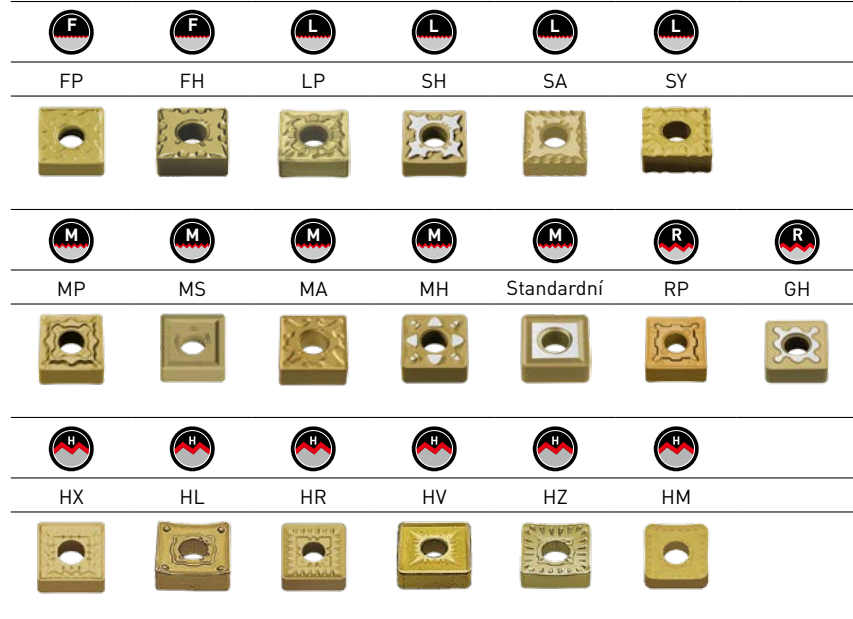 F F L L L L
FP FH LP SH SA SY
M M M M M R R
MP MS MA MH Standardní RP GH
H H H H H H
HX HL HR HV HZ HM